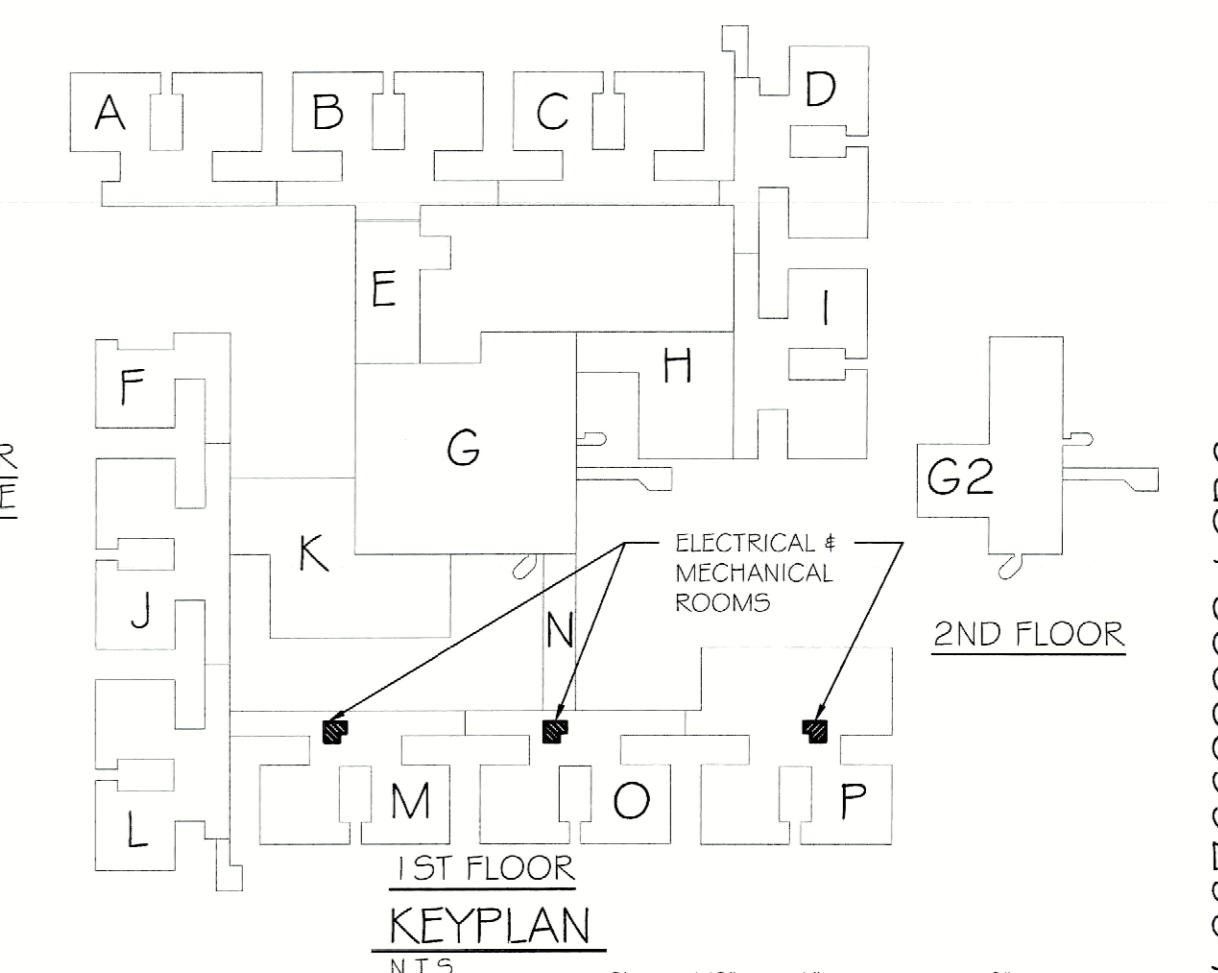 A
B
C
D
E
I
F
H
G
G2
K
ELECTRICAL &
MECHANICAL
ROOMS
J
N
2ND FLOOR
M
O
P
L
1ST FLOOR
KEYPLAN
N.T.S.